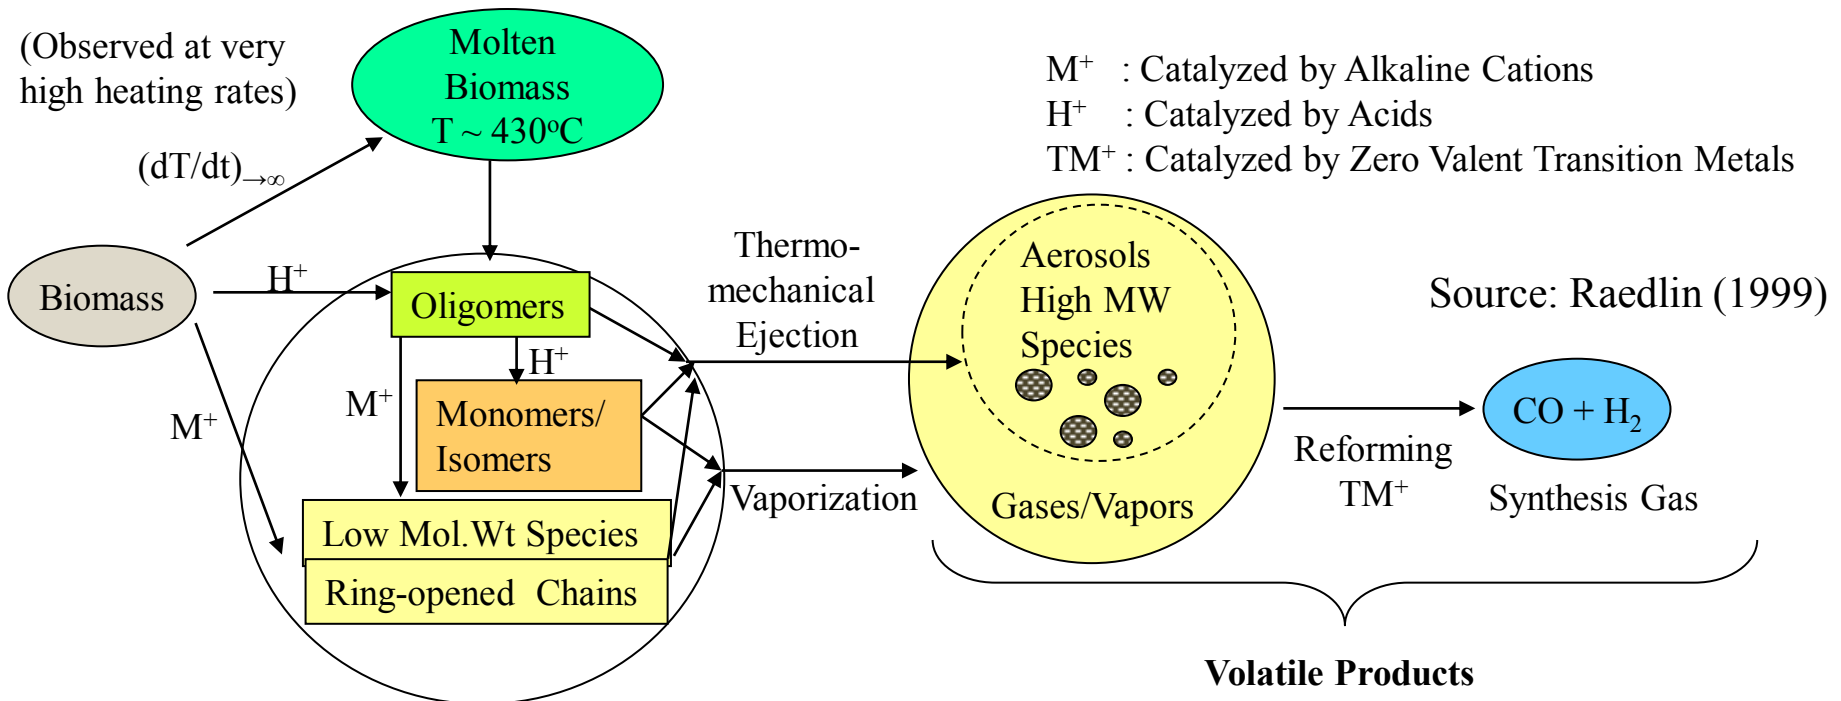 (Observed at very
high heating rates)
Molten
Biomass
T ~ 430°C
(dT/dt)→∞
M⁺ : Catalyzed by Alkaline Cations
H⁺ : Catalyzed by Acids
TM⁺ : Catalyzed by Zero Valent Transition Metals
Biomass
H⁺
M⁺
Oligomers
H⁺
M⁺
Monomers/
Isomers
Low Mol.Wt Species
Ring-opened Chains
Thermo-
mechanical
Ejection
Vaporization
Aerosols
High MW
Species
Gases/Vapors
Source: Raedlin (1999)
Reforming
TM⁺
CO + H₂
Synthesis Gas
Volatile Products